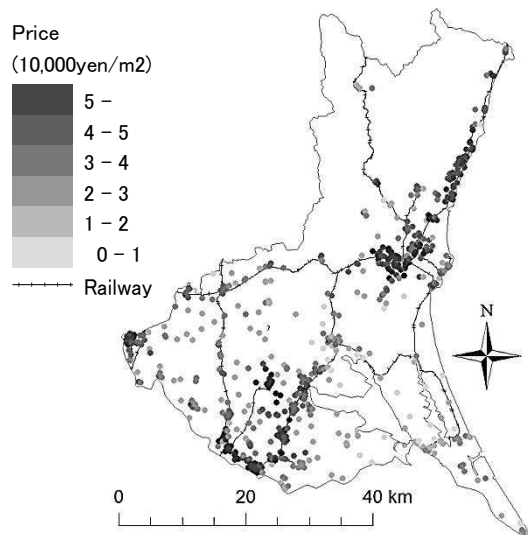 Price
(10,000yen/m2)
5 -
4 - 5
3 - 4
2 - 3
1 - 2
0 - 1
Railway
N
0 20 40 km